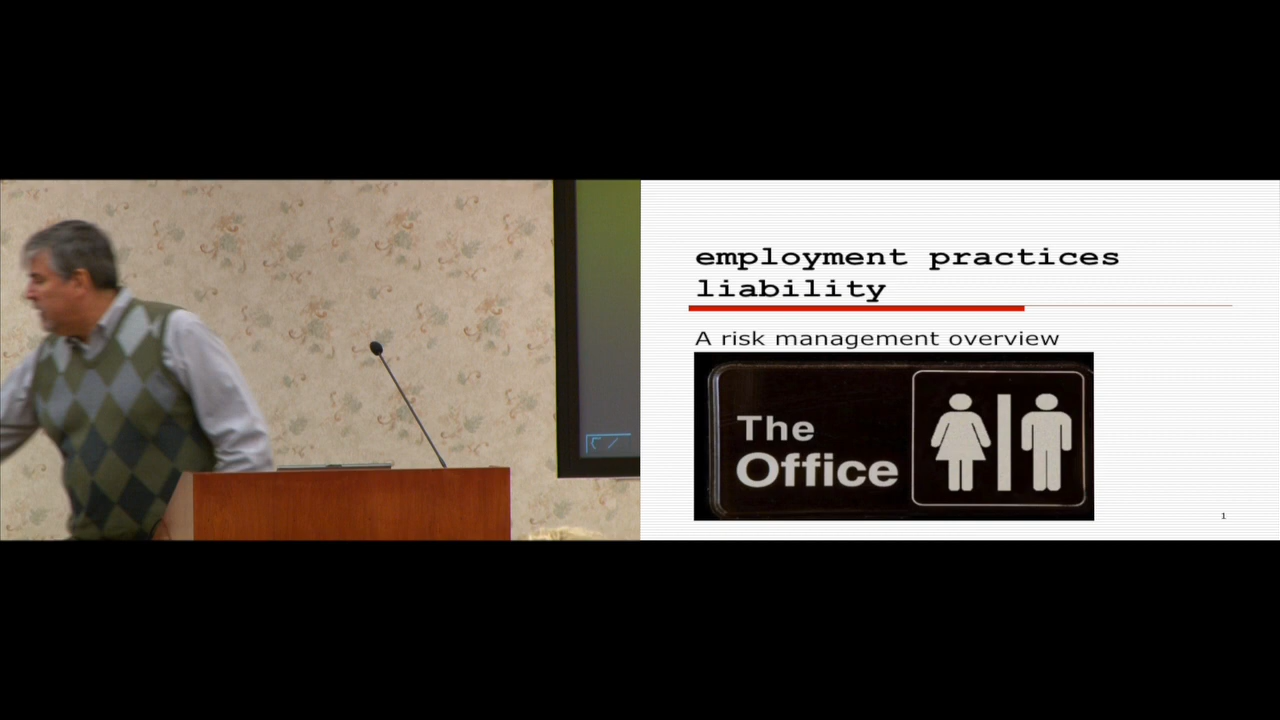 employment practices
liability
A risk management overview
The
Office
1